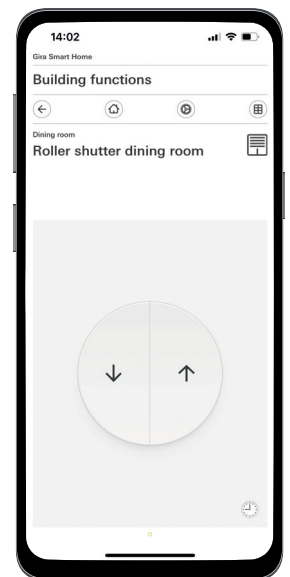 14:02
Gira Smart Home
Building functions
Dining room
Roller shutter dining room